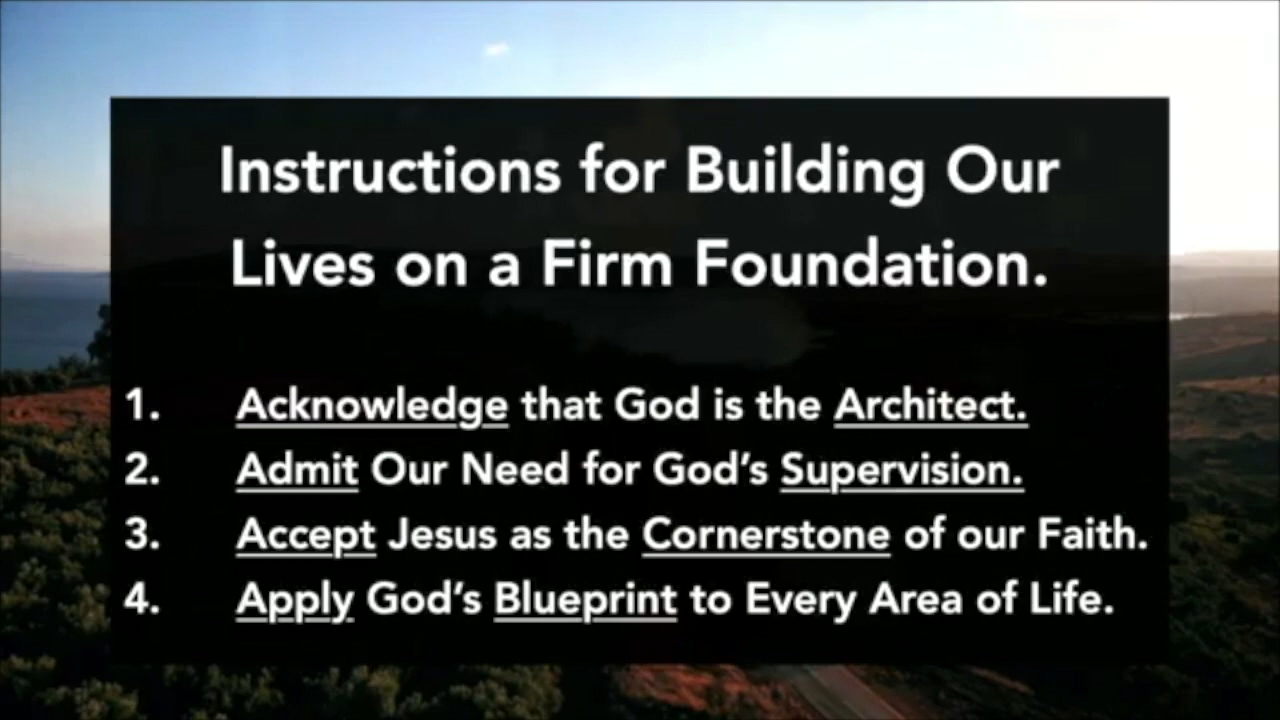 Instructions for Building Our
Lives on a Firm Foundation.
1. Acknowledge that God is the Architect.
2. Admit Our Need for God’s Supervision.
3. Accept Jesus as the Cornerstone of our Faith.
4. Apply God’s Blueprint to Every Area of Life.